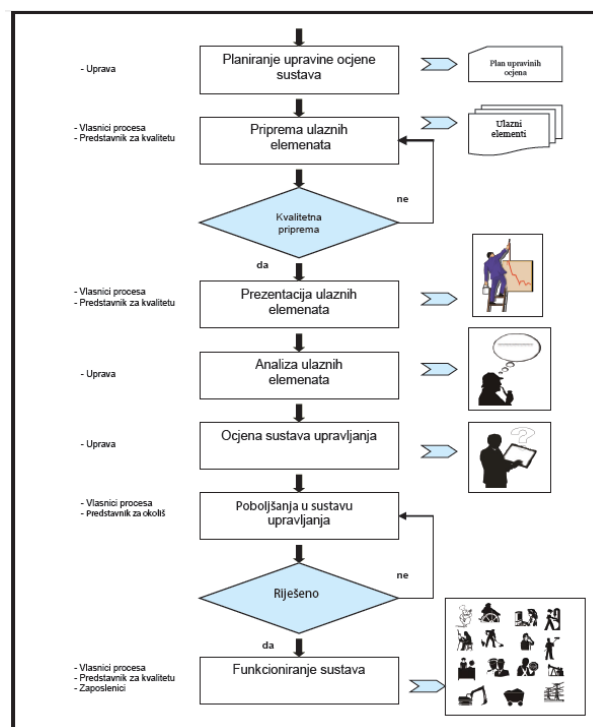 - Uprava
Planiranje upravine ocjene
sustava
Plan upravinih
ocjena
- Vlasnici procesa
- Predstavnik za kvalitetu
Priprema ulaznih
elemenata
Ulazni
elementi
ne
Kvalitetna
priprema
da
- Vlasnici procesa
- Predstavnik za kvalitetu
Prezentacija ulaznih
elemenata
- Uprava
Analiza ulaznih
elemenata
- Uprava
Ocjena sustava upravljanja
?
- Vlasnici procesa
- Predstavnik za okoliš
Poboljšanja u sustavu
upravljanja
ne
Riješeno
da
- Vlasnici procesa
- Predstavnik za kvalitetu
- Zaposlenici
Funkcioniranje sustava